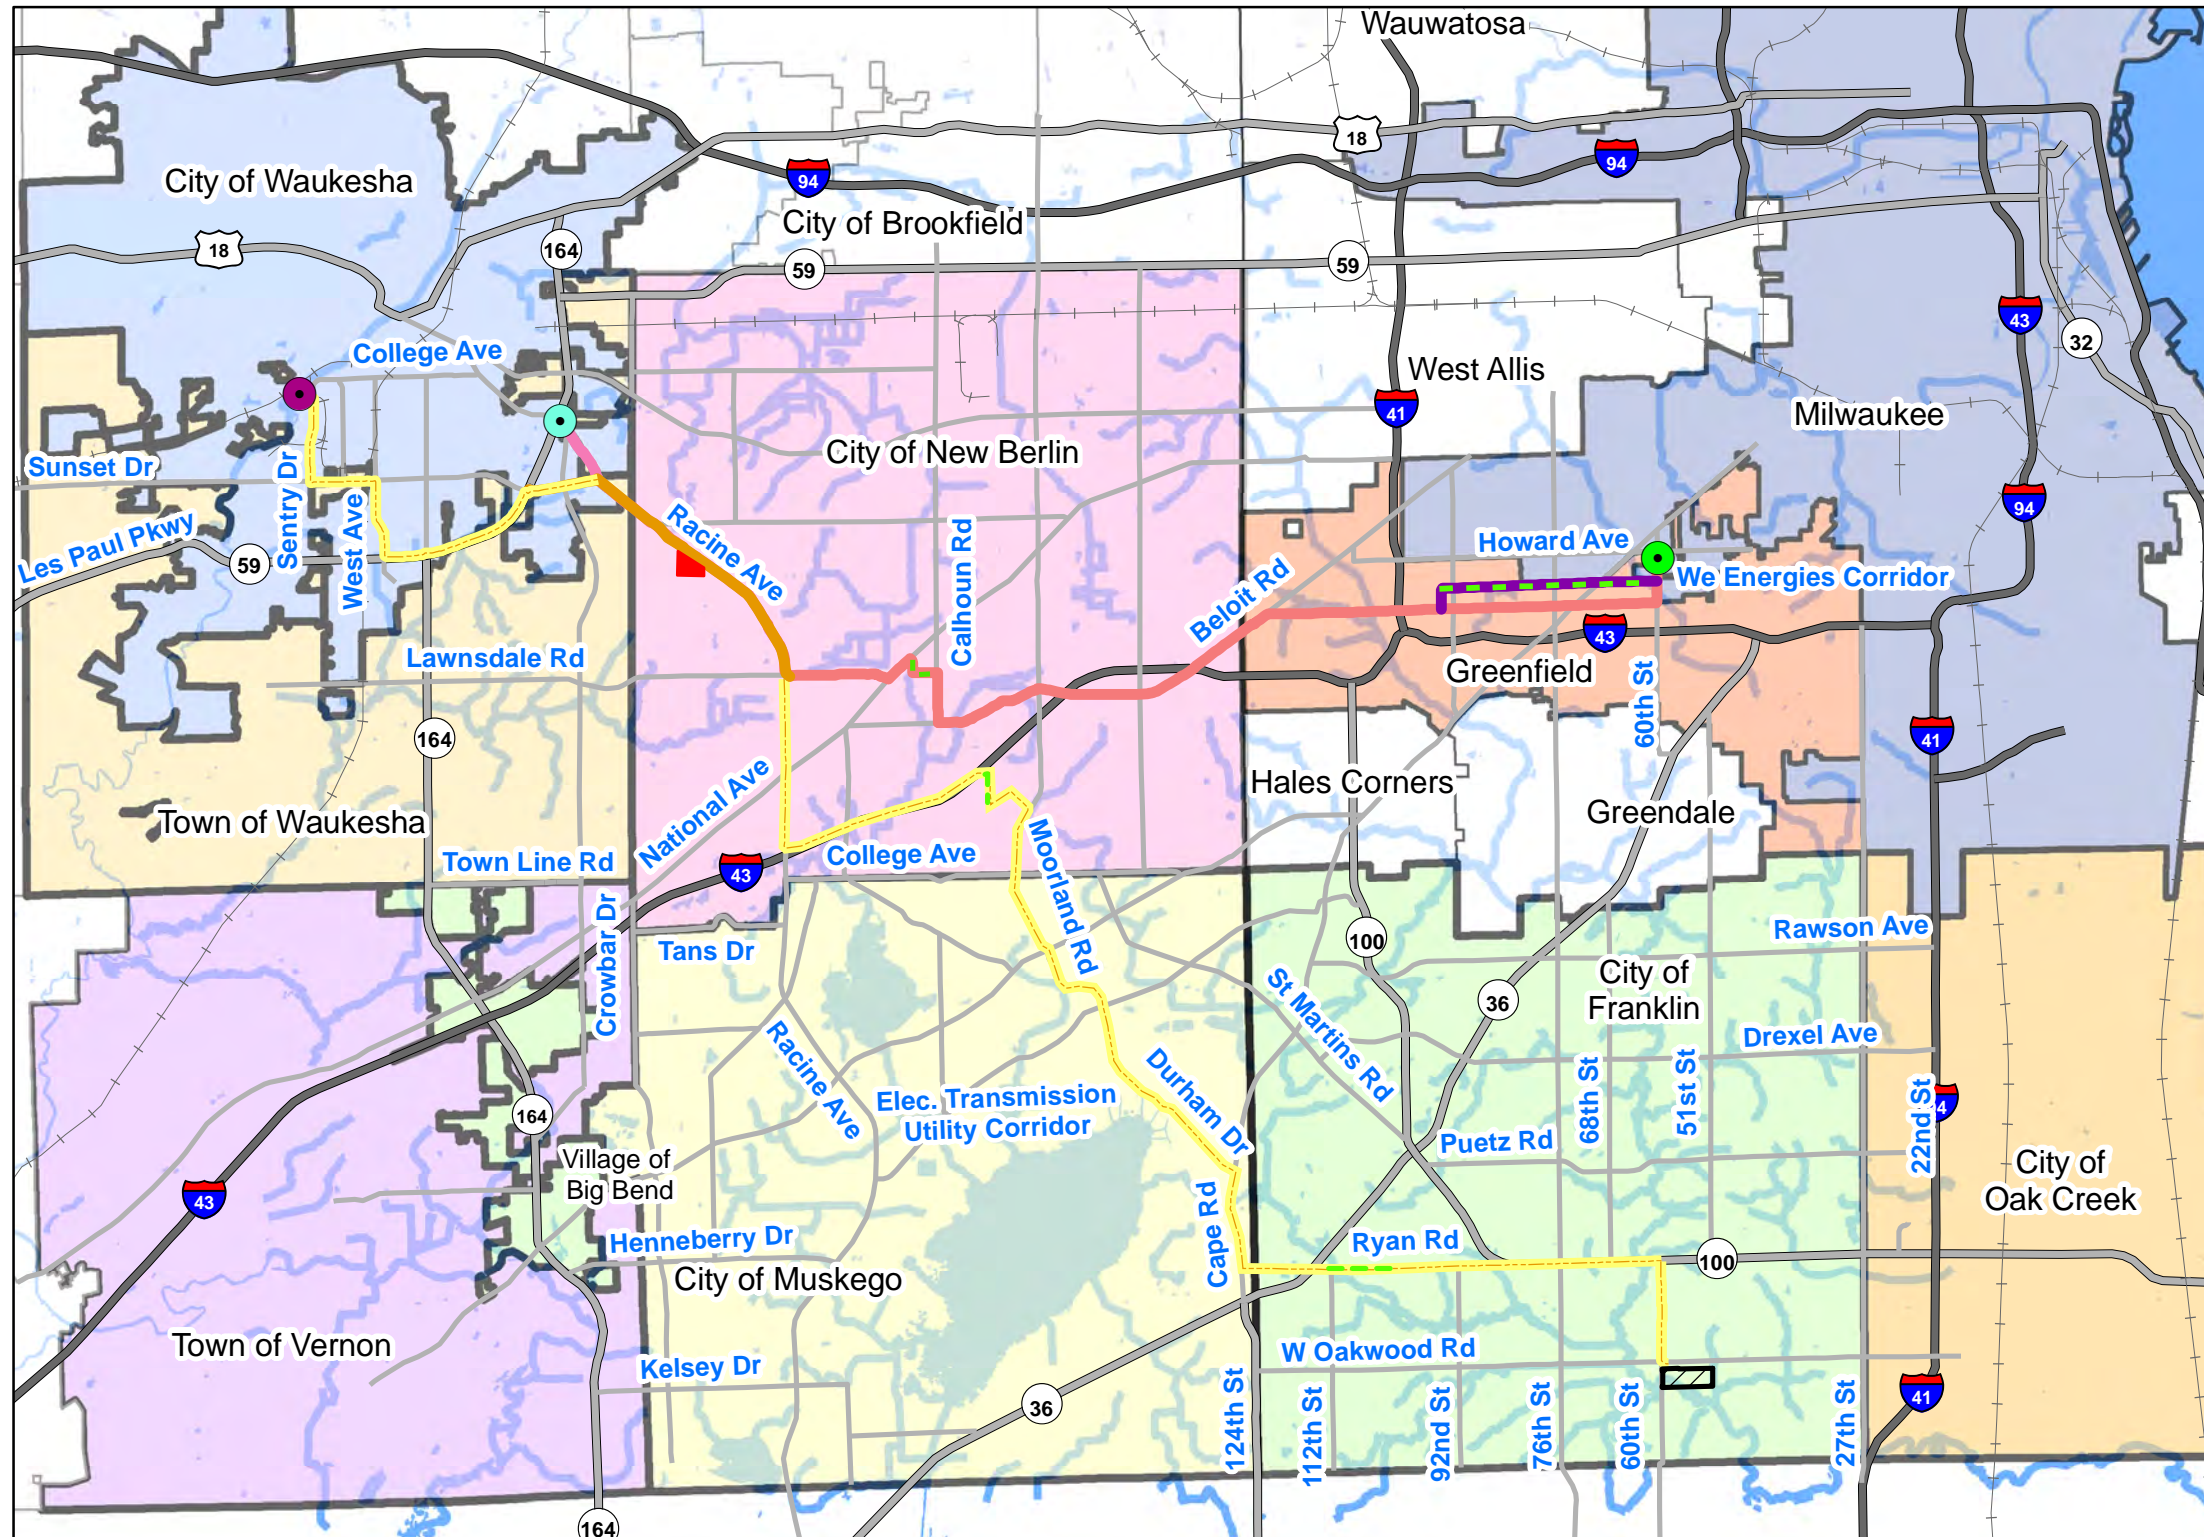 Wauwatosa
18
94
94
City of Waukesha
City of Brookfield
18
164
59
59
43
32
College Ave
West Allis
41
Milwaukee
City of New Berlin
Sunset Dr
Sentry Dr
West Ave
Les Paul Pkwy
59
Racine Ave
Calhoun Rd
Howard Ave
94
We Energies Corridor
Beloit Rd
43
Lawnsdale Rd
Greenfield
60th St
164
41
Hales Corners
Greendale
National Ave
Town of Waukesha
Town Line Rd
43
College Ave
Moorland Rd
Crowbar Dr
Tans Dr
100
Rawson Ave
36
City of
Franklin
St Martins Rd
Drexel Ave
Racine Ave
Elec. Transmission
Utility Corridor
Durham Dr
68th St
51st St
22nd St
4
164
Village of
Big Bend
Puetz Rd
City of
Oak Creek
43
Cape Rd
Henneberry Dr
Ryan Rd
100
City of Muskego
Town of Vernon
Kelsey Dr
W Oakwood Rd
36
124th St
112th St
92nd St
76th St
60th St
27th St
41
164